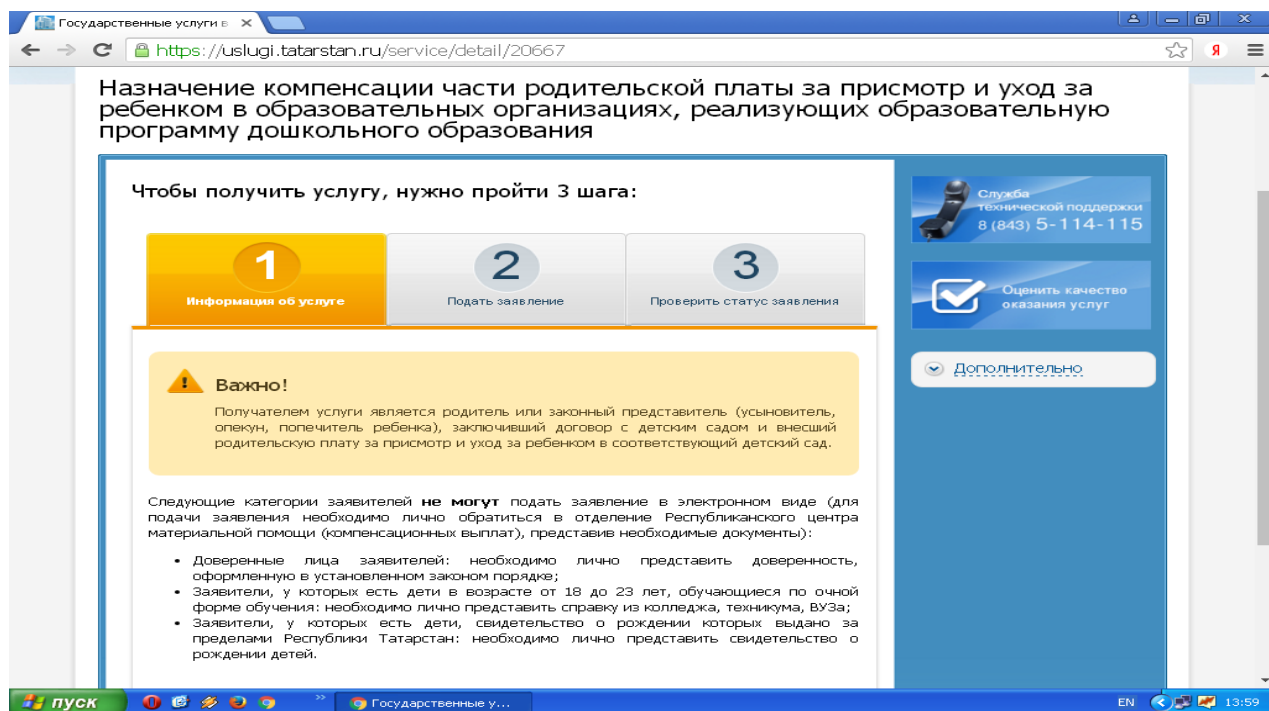 Государственные услуги в
https://uslugi.tatarstan.ru/service/detail/20667
Я
Назначение компенсации части родительской платы за присмотр и уход за
ребенком в образовательных организациях, реализующих образовательную
программу дошкольного образования
Чтобы получить услугу, нужно пройти 3 шага:
1
Информация об услуге
2
Подать заявление
3
Проверить статус заявления
Служба
технической поддержки
8 (843) 5-114-115
Оценить качество
оказания услуг
Дополнительно
Важно!
Получателем услуги является родитель или законный представитель (усыновитель,
опекун, попечитель ребенка), заключивший договор с детским садом и внесший
родительскую плату за присмотр и уход за ребенком в соответствующий детский сад.
Следующие категории заявителей не могут подать заявление в электронном виде (для
подачи заявления необходимо лично обратиться в отделение Республиканского центра
материальной помощи (компенсационных выплат), представив необходимые документы):
• Доверенные лица заявителей: необходимо лично представить доверенность,
оформленную в установленном законом порядке;
• Заявители, у которых есть дети в возрасте от 18 до 23 лет, обучающиеся по очной
форме обучения: необходимо лично представить справку из колледжа, техникума, ВУЗа;
• Заявители, у которых есть дети, свидетельство о рождении которых выдано за
пределами Республики Татарстан: необходимо лично представить свидетельство о
рождении детей.
пуск
Государственные у...
EN
13:59